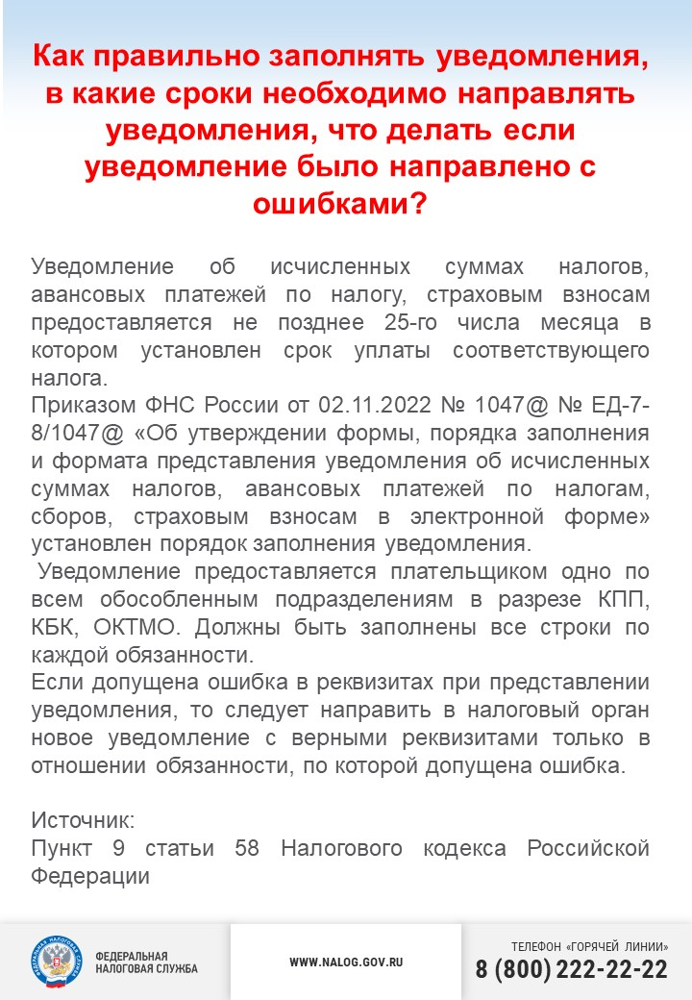 Как правильно заполнять уведомления,
в какие сроки необходимо направлять
уведомления, что делать если
уведомление было направлено с
ошибками?
Уведомление об исчисленных суммах налогов,
авансовых платежей по налогу, страховым взносам
предоставляется не позднее 25-го числа месяца в
котором установлен срок уплаты соответствующего
налога.
Приказом ФНС России от 02.11.2022 № 1047@ № ЕД-7-
8/1047@ «Об утверждении формы, порядка заполнения
и формата представления уведомления об исчисленных
суммах налогов, авансовых платежей по налогам,
сборов, страховым взносам в электронной форме»
установлен порядок заполнения уведомления.
Уведомление предоставляется плательщиком одно по
всем обособленным подразделениям в разрезе КПП,
КБК, ОКТМО. Должны быть заполнены все строки по
каждой обязанности.
Если допущена ошибка в реквизитах при представлении
уведомления, то следует направить в налоговый орган
новое уведомление с верными реквизитами только в
отношении обязанности, по которой допущена ошибка.
Источник:
Пункт 9 статьи 58 Налогового кодекса Российской
Федерации
ФЕДЕРАЛЬНАЯ
НАЛОГОВАЯ СЛУЖБА
WWW.NALOG.GOV.RU
ТЕЛЕФОН «ГОРЯЧЕЙ ЛИНИИ»
8 (800) 222-22-22